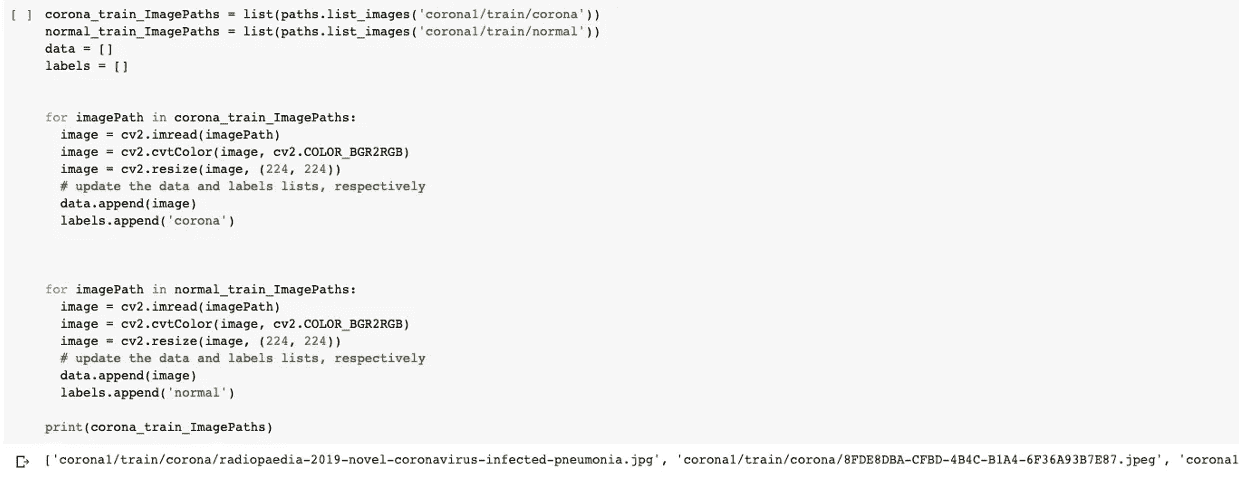 [ ] corona_train_ImagePaths = list(paths.list_images('corona1/train/corona'))
normal_train_ImagePaths = list(paths.list_images('corona1/train/normal'))
data = []
labels = []
for imagePath in corona_train_ImagePaths:
image = cv2.imread(imagePath)
image = cv2.cvtColor(image, cv2.COLOR_BGR2RGB)
image = cv2.resize(image, (224, 224))
# update the data and labels lists, respectively
data.append(image)
labels.append('corona')
for imagePath in normal_train_ImagePaths:
image = cv2.imread(imagePath)
image = cv2.cvtColor(image, cv2.COLOR_BGR2RGB)
image = cv2.resize(image, (224, 224))
# update the data and labels lists, respectively
data.append(image)
labels.append('normal')
print(corona_train_ImagePaths)
['corona1/train/corona/radiopaedia-2019-novel-coronavirus-infected-pneumonia.jpg', 'corona1/train/corona/8FDE8DBA-CFBD-4B4C-B1A4-6F36A93B7E87.jpeg', 'corona1